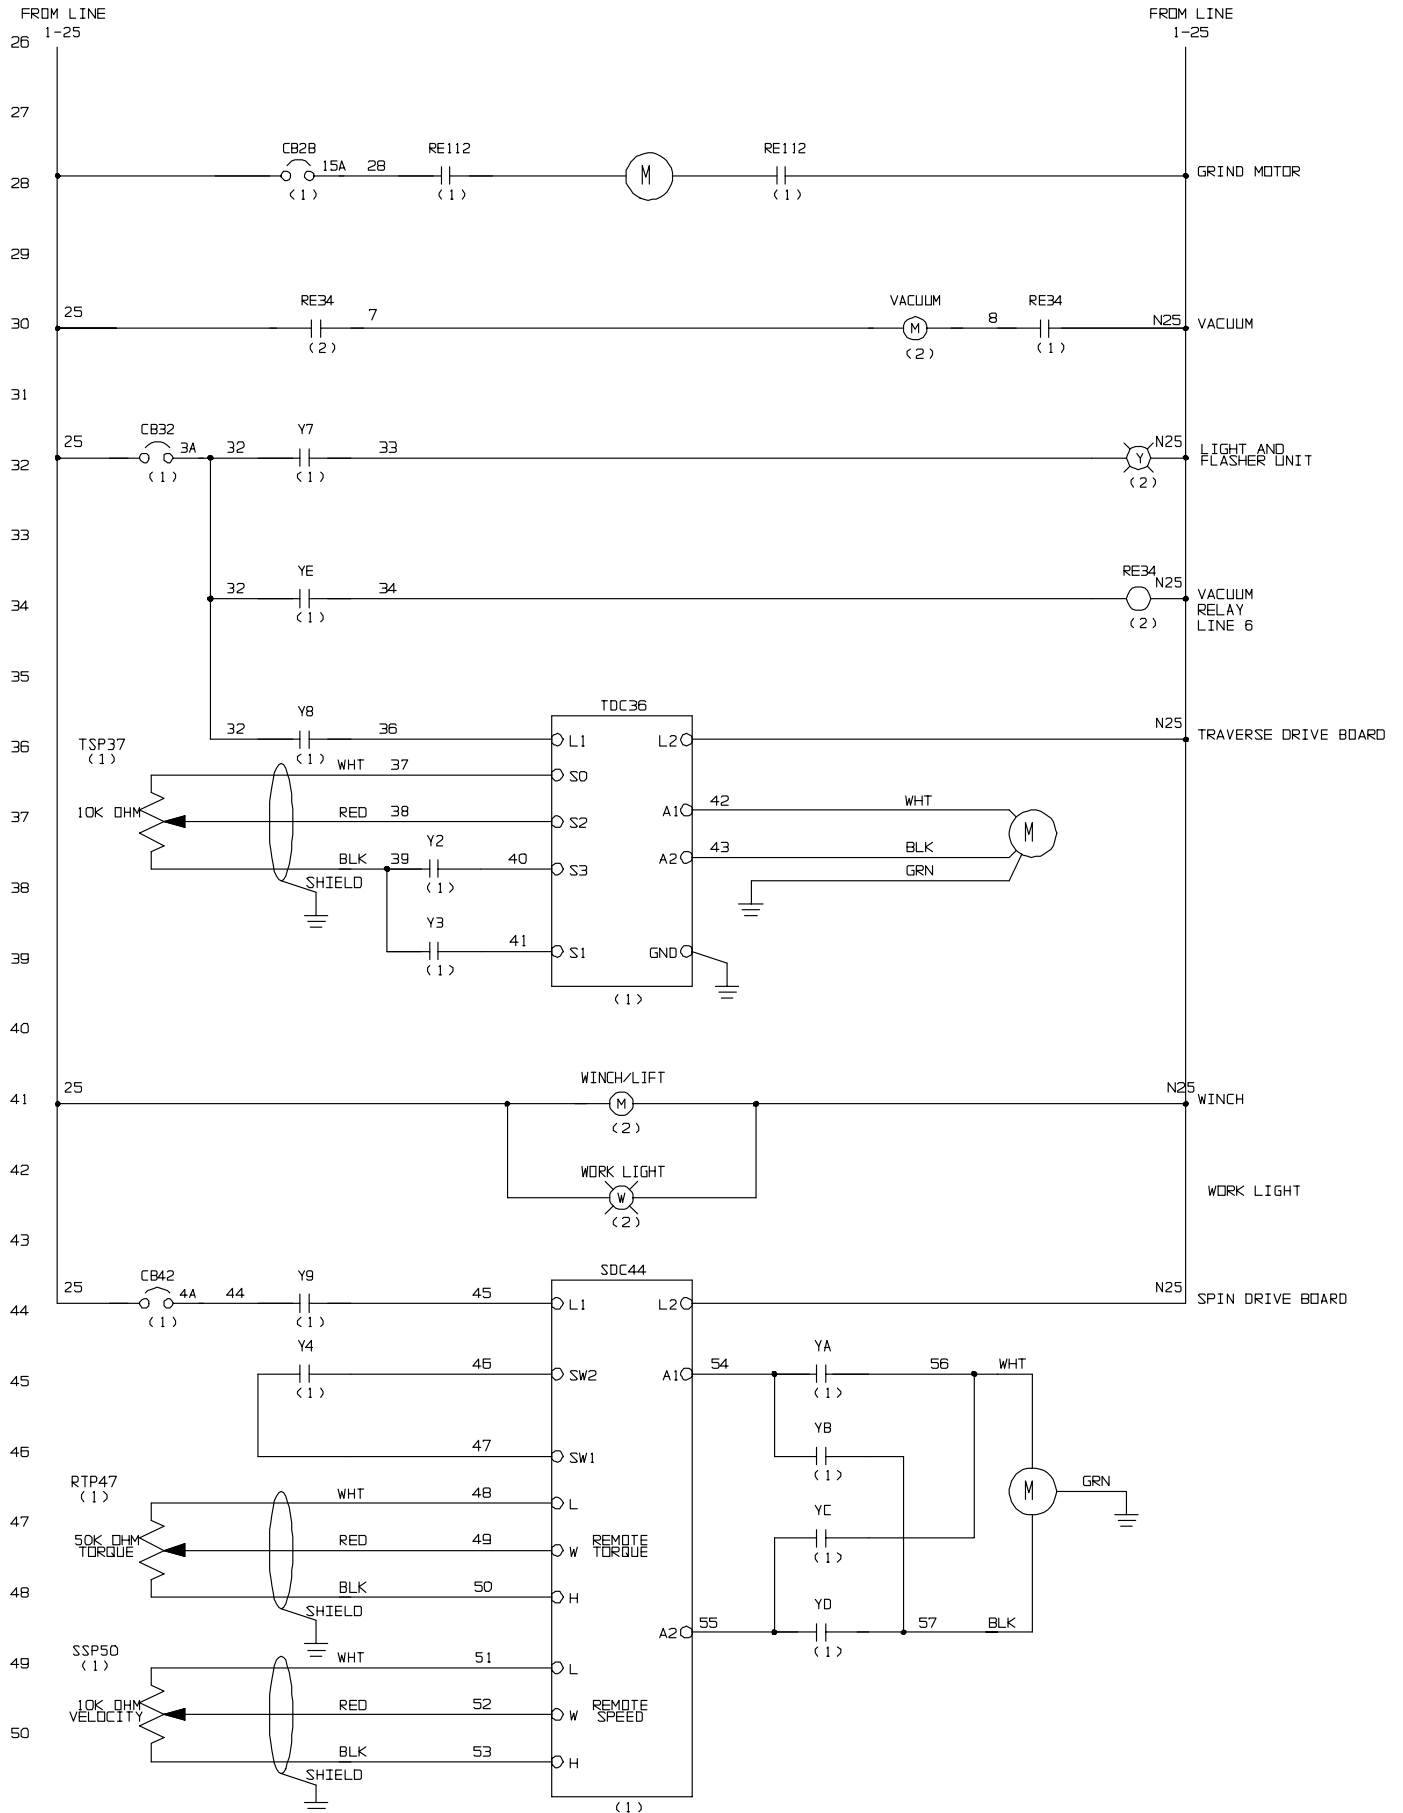 FROM LINE
1-25
FROM LINE
1-25
26
27
CB28 15A 28 RE112 M RE112
(1) (1) (1)
28
GRIND MOTOR
29
25 RE34 7 VACUUM M 8 RE34 N25
(2) (2) (1)
30
VACUUM
31
25 CB32 3A 32 Y7 33 Y N25
(1) (1) (2)
32
LIGHT AND
FLASHER UNIT
33
32 YE 34 RE34 N25
(1) (2)
34
VACUUM
RELAY
LINE 6
35
TDC36
32 Y8 36 L1 L2 N25
(1)
36
TRAVERSE DRIVE BOARD
TSP37
(1)
WHT 37 S0
10K OHM
37
RED 38 S2
A1 42 WHT
M
BLK 39 Y2 40 S3
(1)
A2 43 BLK
GRN
38
SHIELD
Y3 41 S1
(1)
GND
39
(1)
40
WINCH/LIFT
25 M N25
(2)
41
WINCH
42
WORK LIGHT
W
(2)
WORK LIGHT
43
SDC44
25 CB42 4A 44 Y9 45 L1 L2 N25
(1) (1)
44
SPIN DRIVE BOARD
Y4 46 SW2
(1)
A1 54 YA 56 WHT
(1)
45
47 SW1
YB
(1)
46
M GRN
RTP47
(1)
WHT 48 L
47
50K OHM
TORQUE
RED 49 W REMOTE
TORQUE
YC
(1)
BLK 50 H
48
SHIELD
A2 55 YD 57 BLK
(1)
SSP50
(1)
49
WHT 51 L
10K OHM
VELOCITY
RED 52 W REMOTE
SPEED
50
BLK 53 H
SHIELD
(1)